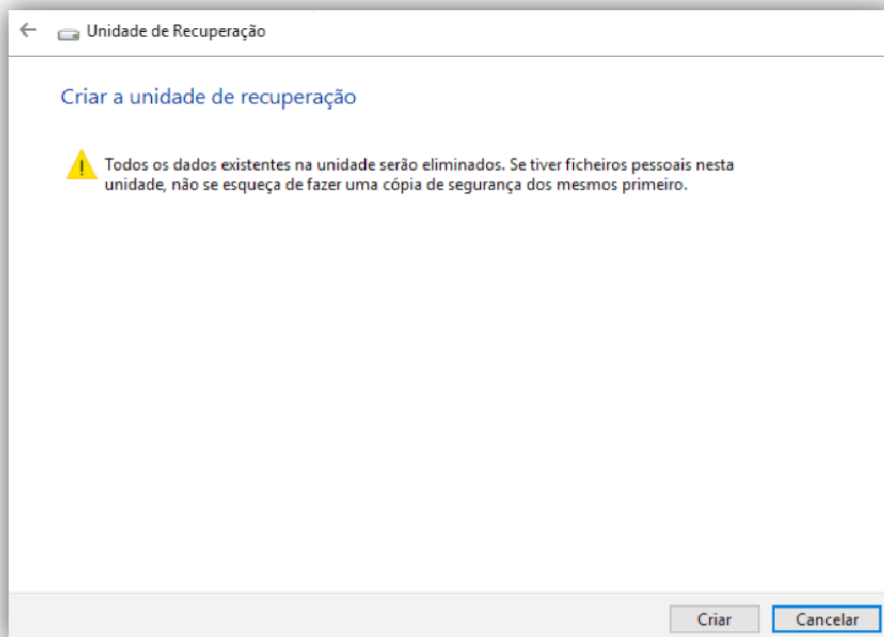 Unidade de Recuperação
Criar a unidade de recuperação
Todos os dados existentes na unidade serão eliminados. Se tiver ficheiros pessoais nesta
unidade, não se esqueça de fazer uma cópia de segurança dos mesmos primeiro.
Criar
Cancelar